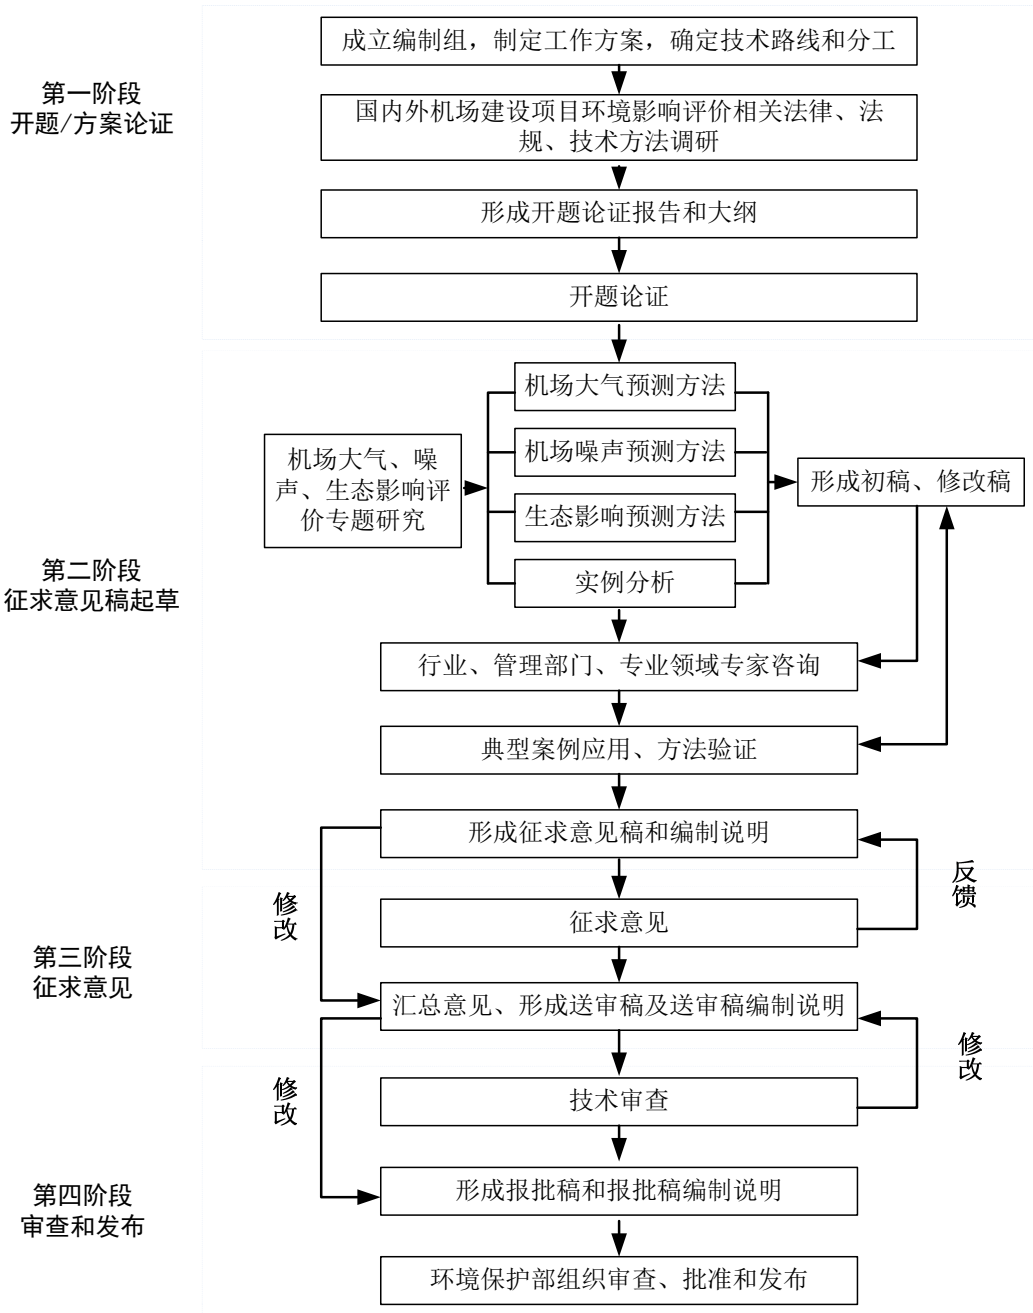 成立编制组，制定工作方案，确定技术路线和分工
第一阶段
开题/方案论证
国内外机场建设项目环境影响评价相关法律、法
规、技术方法调研
形成开题论证报告和大纲
开题论证
机场大气预测方法
机场大气、噪
声、生态影响评
价专题研究
机场噪声预测方法
生态影响预测方法
实例分析
形成初稿、修改稿
第二阶段
征求意见稿起草
行业、管理部门、专业领域专家咨询
典型案例应用、方法验证
形成征求意见稿和编制说明
反馈
修改
征求意见
第三阶段
征求意见
汇总意见、形成送审稿及送审稿编制说明
修改
修改
技术审查
第四阶段
审查和发布
形成报批稿和报批稿编制说明
环境保护部组织审查、批准和发布